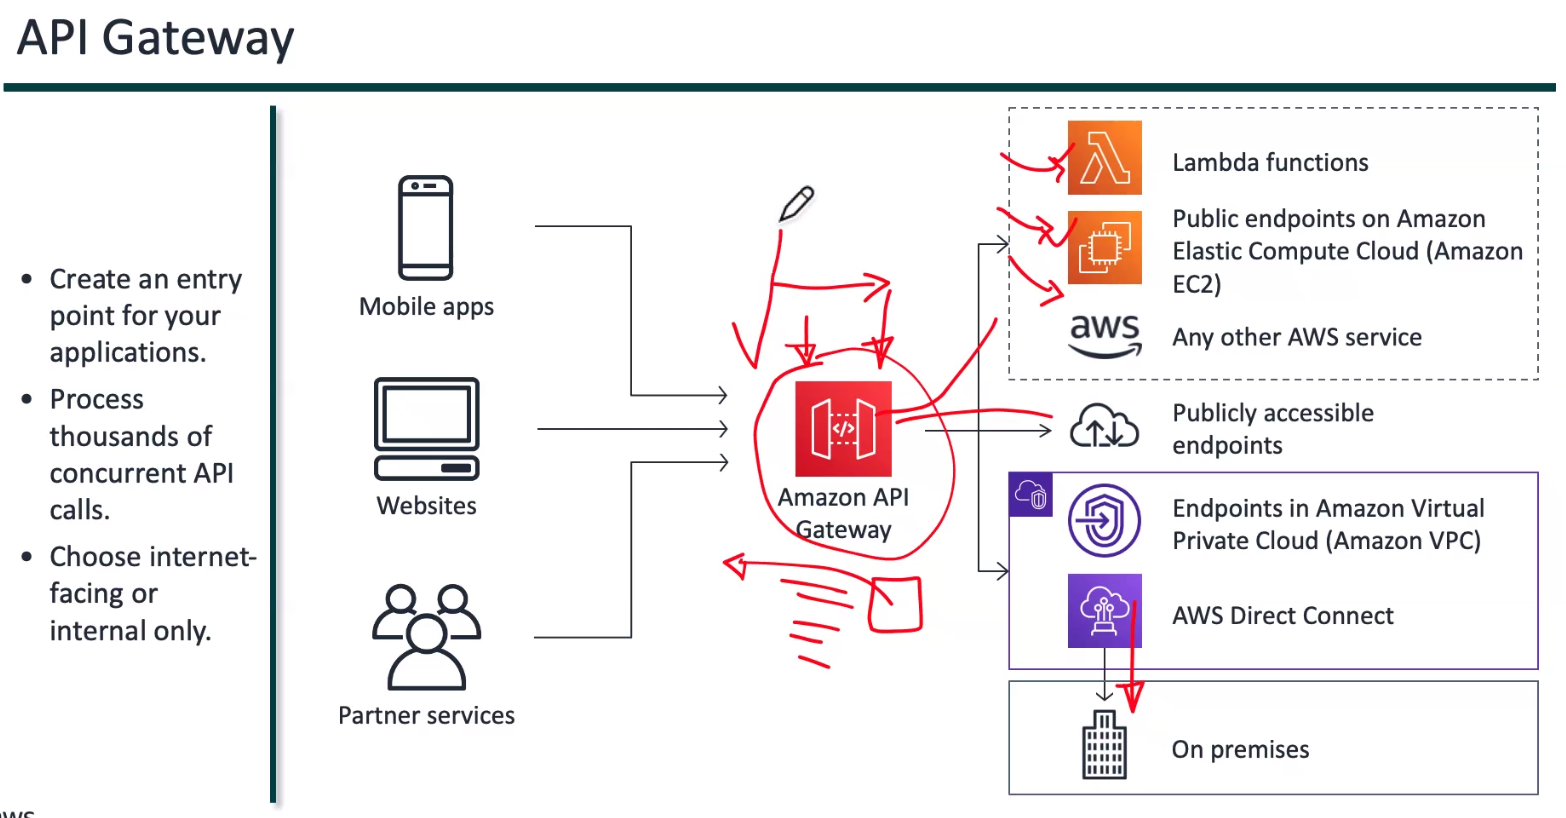 API Gateway
• Create an entry
point for your
applications.
• Process
thousands of
concurrent API
calls.
• Choose internet-
facing or
internal only.
Mobile apps
Websites
Partner services
</>
Amazon API
Gateway
Lambda functions
Public endpoints on Amazon
Elastic Compute Cloud (Amazon
EC2)
aws
Any other AWS service
Publicly accessible
endpoints
Endpoints in Amazon Virtual
Private Cloud (Amazon VPC)
AWS Direct Connect
On premises
aws